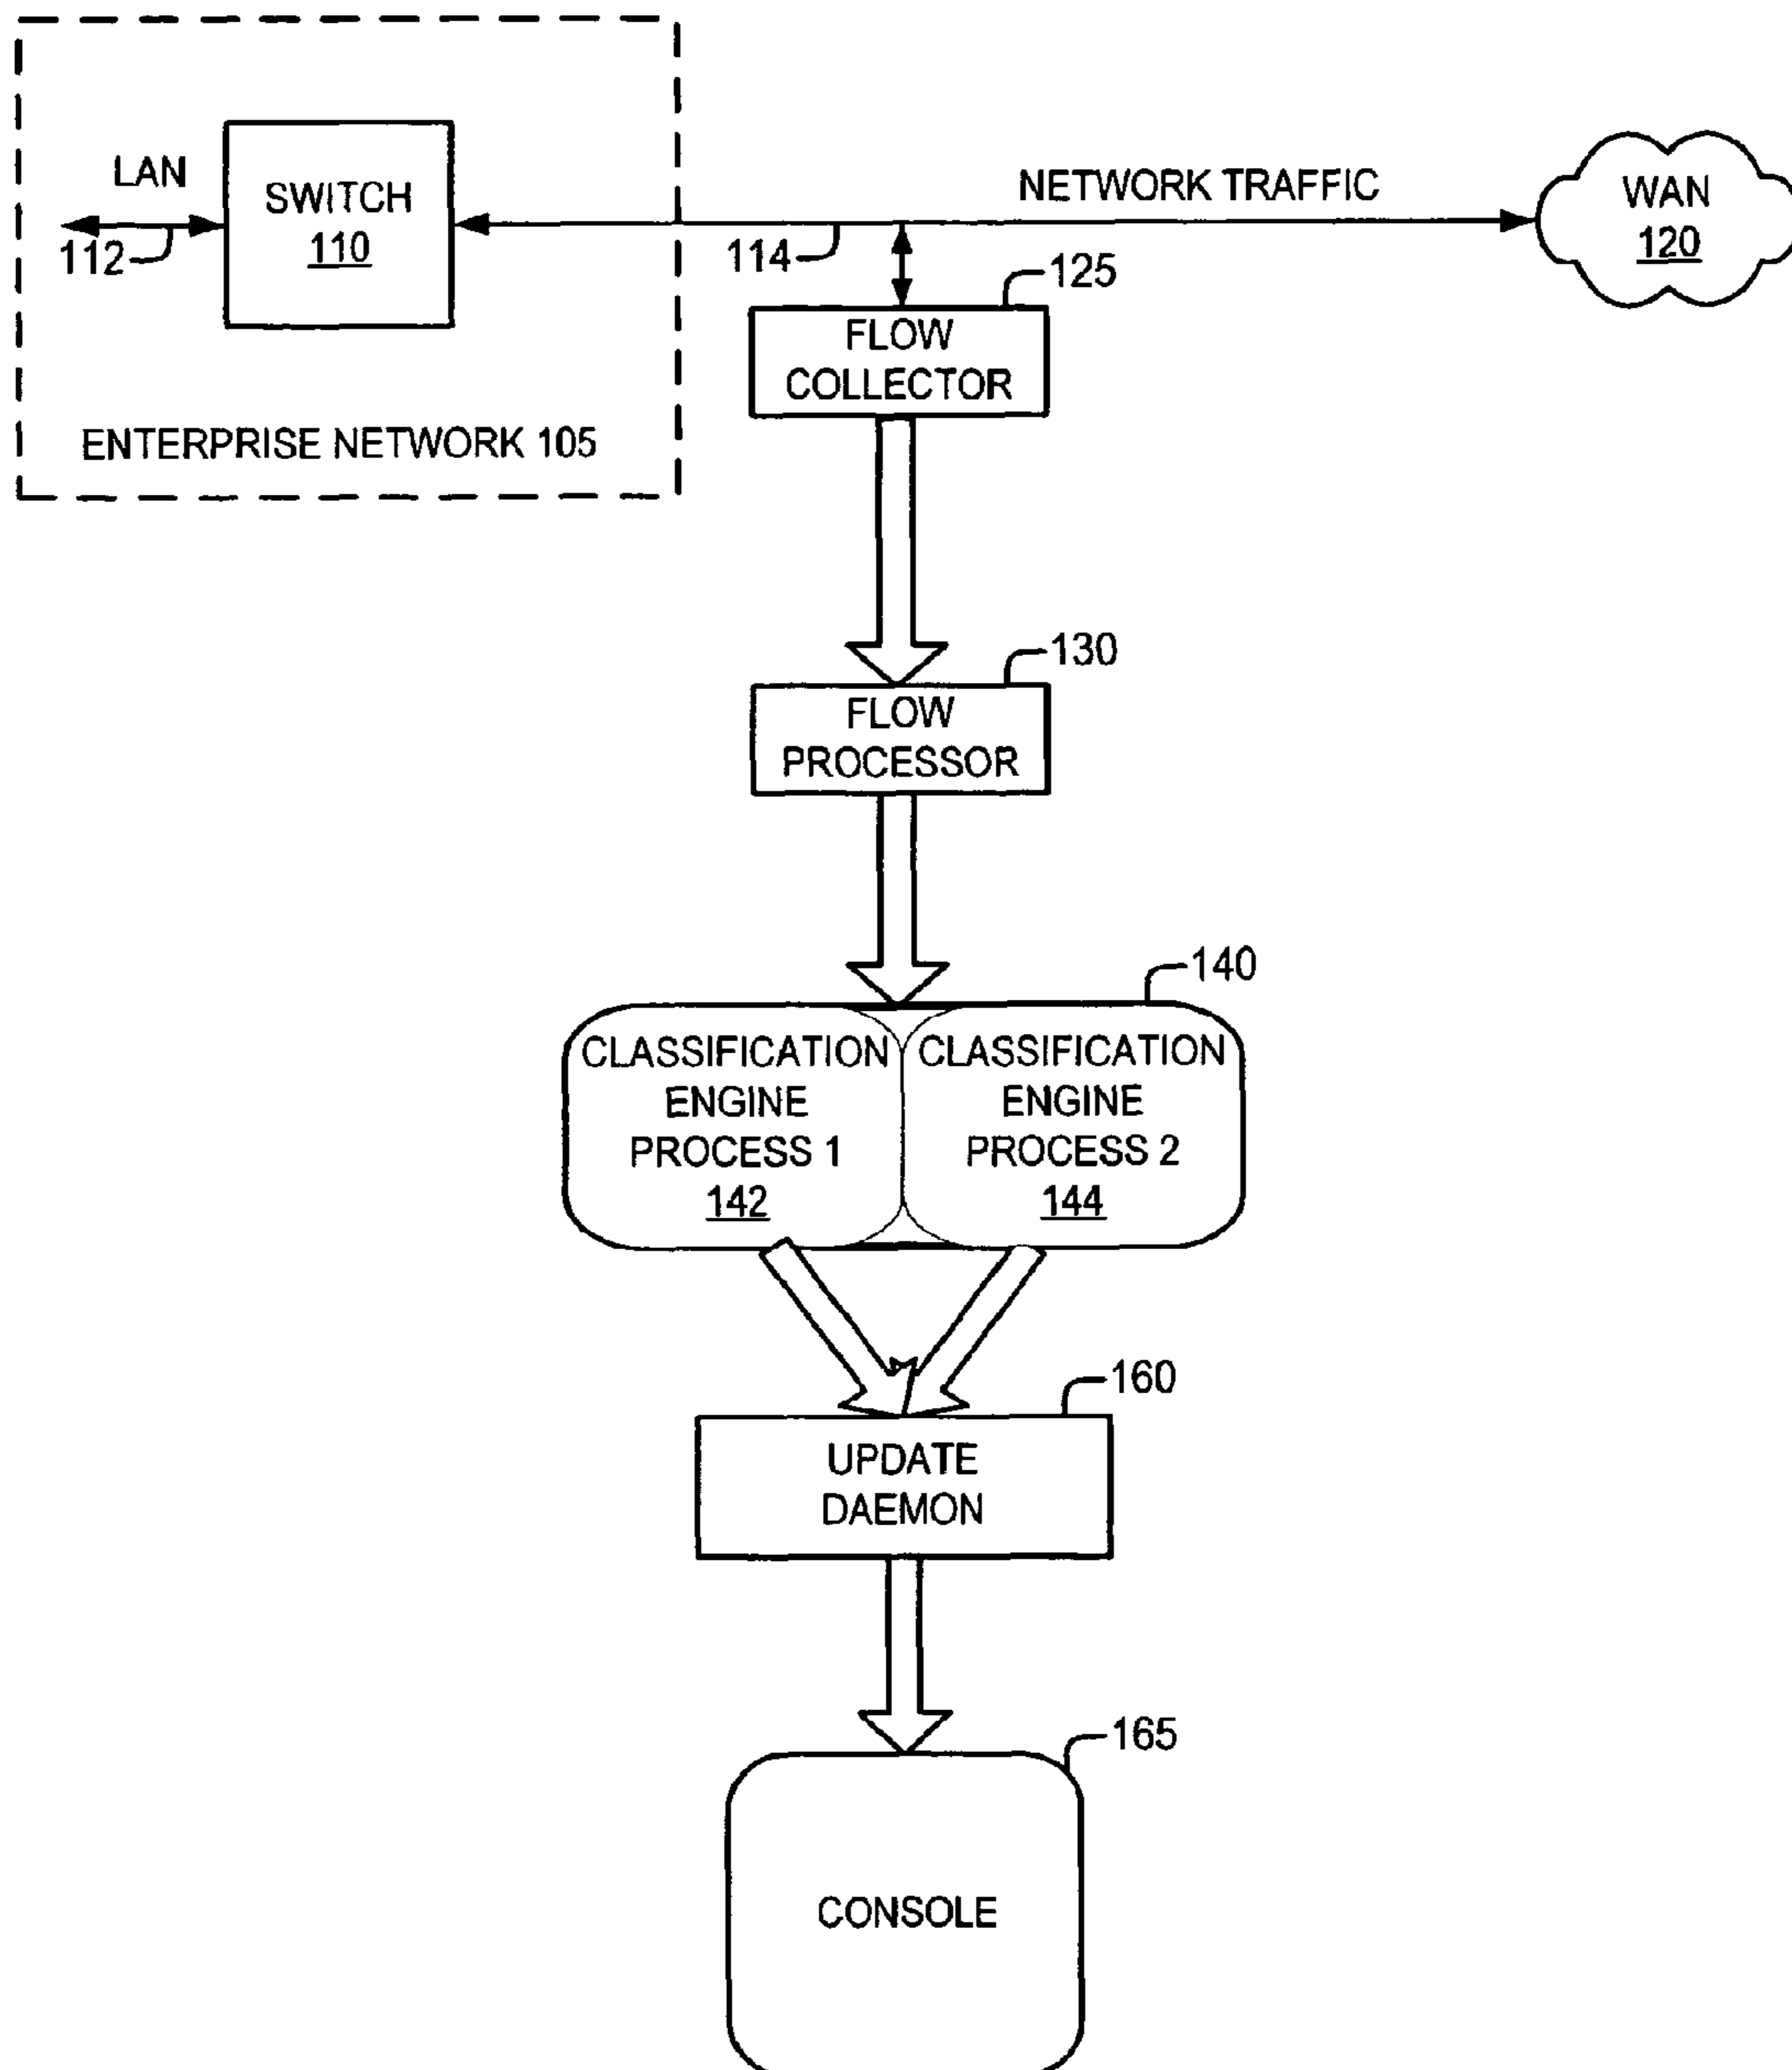 LAN
112
SWITCH
110
ENTERPRISE NETWORK 105
114
NETWORK TRAFFIC
WAN
120
125
FLOW
COLLECTOR
130
FLOW
PROCESSOR
140
CLASSIFICATION
ENGINE
PROCESS 1
142
CLASSIFICATION
ENGINE
PROCESS 2
144
160
UPDATE
DAEMON
165
CONSOLE